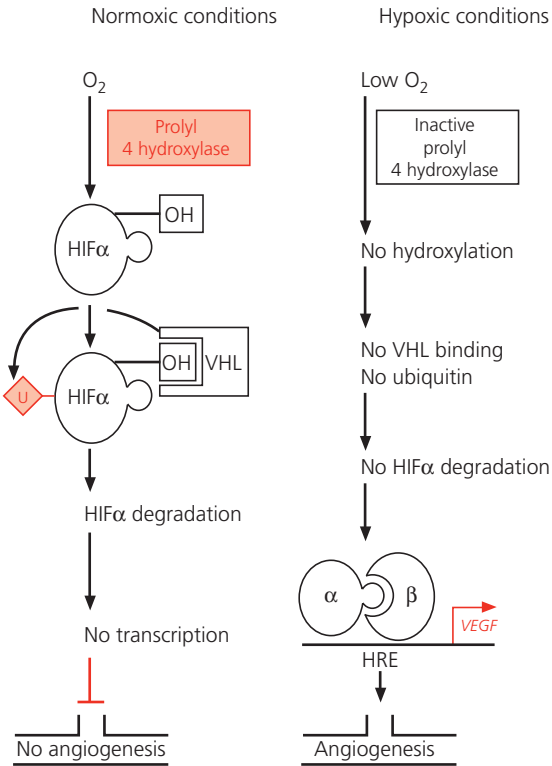 Normoxic conditions
O₂
Prolyl
4 hydroxylase
OH
HIFα
OH
VHL
U
HIFα
HIFα degradation
No transcription
No angiogenesis
Hypoxic conditions
Low O₂
Inactive
prolyl
4 hydroxylase
No hydroxylation
No VHL binding
No ubiquitin
No HIFα degradation
α
β
VEGF
HRE
Angiogenesis